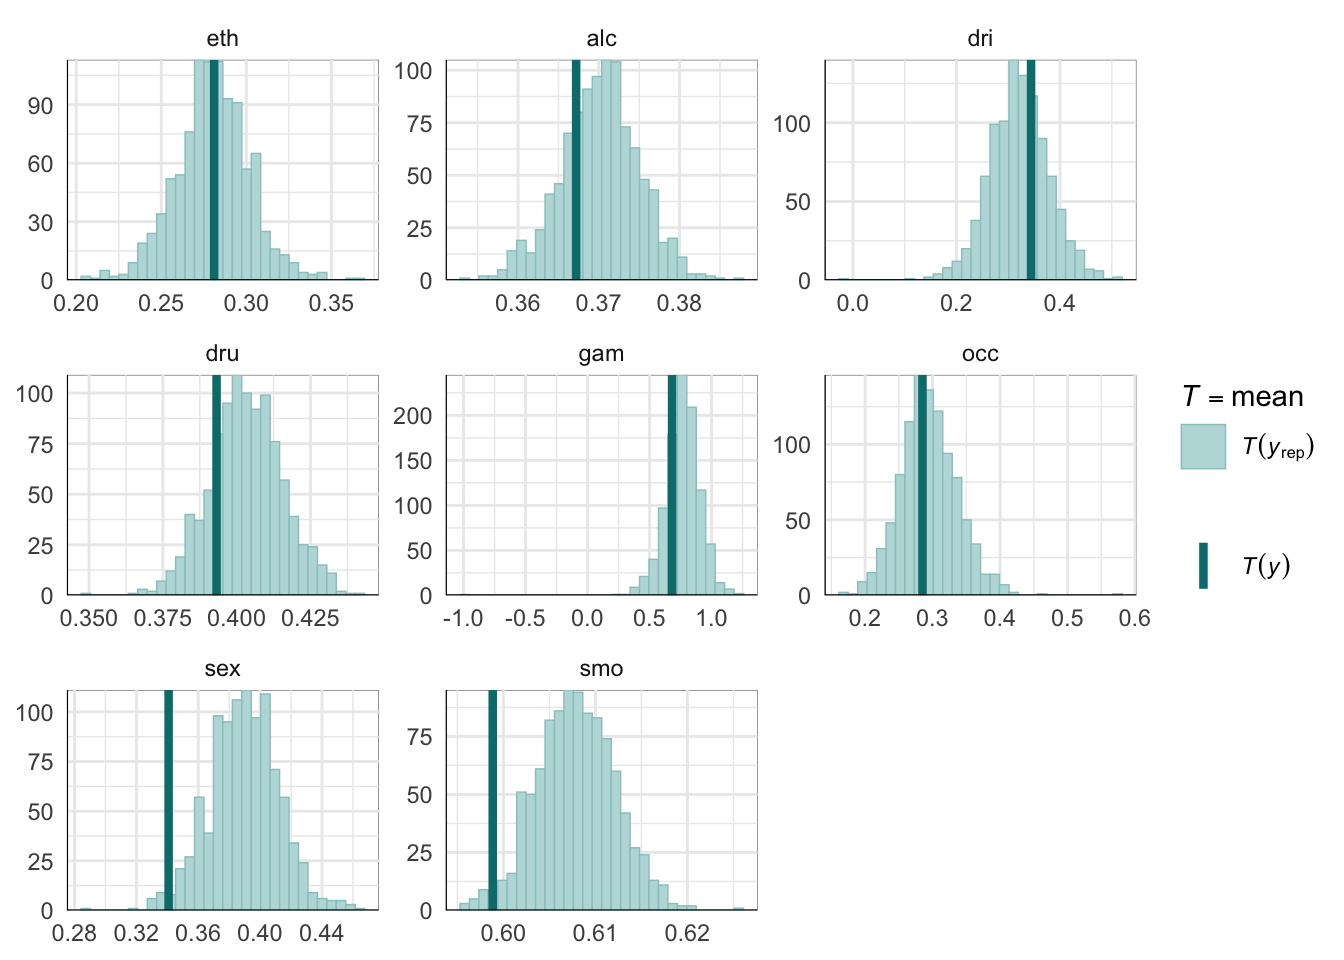 eth
alc
dri
90
60
30
0
0.20 0.25 0.30 0.35
100
75
50
25
0
0.36 0.37 0.38
100
50
0
0.0 0.2 0.4
dru
gam
occ
100
75
50
25
0
0.350 0.375 0.400 0.425
200
150
100
50
0
-1.0 -0.5 0.0 0.5 1.0
100
50
0
0.2 0.3 0.4 0.5 0.6
sex
smo
100
75
50
25
0
0.28 0.32 0.36 0.40 0.44
75
50
25
0
0.60 0.61 0.62
T = mean
T(yrep)
T(y)